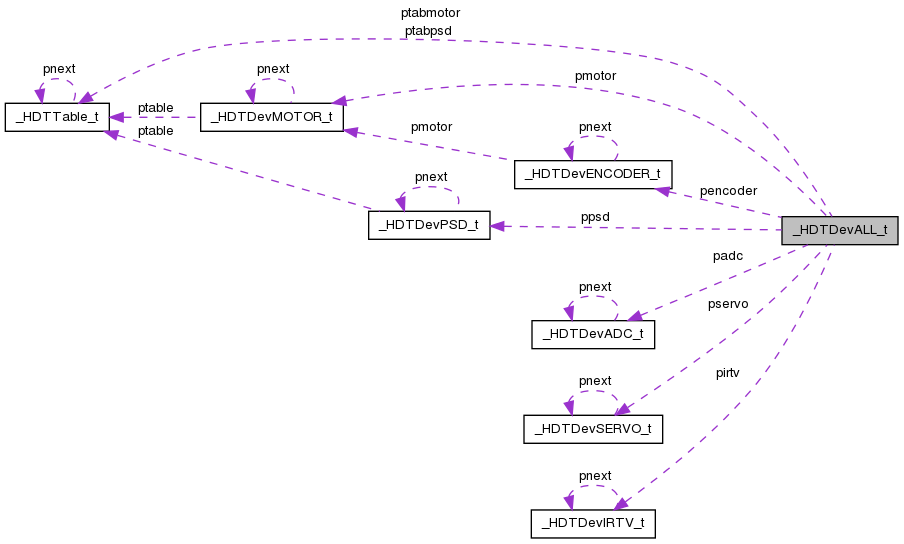 ptabmotor
ptabpsd
pnext
pnext
pmotor
_HDTTable_t
ptable
_HDTDevMOTOR_t
ptable
pmotor
pnext
_HDTDevENCODER_t
pnext
pencoder
_HDTDevPSD_t
ppsd
_HDTDevALL_t
padc
pnext
pservo
_HDTDevADC_t
pirtv
pnext
_HDTDevSERVO_t
pnext
_HDTDevIRTV_t